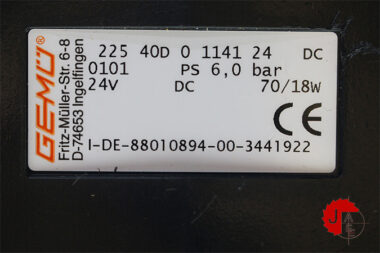 GEMÜ
Fritz-Müller-Str. 6-8
D-74653 Ingelfingen
225 40D 0 1141 24 DC
0101 PS 6,0 bar
24V DC 70/18W
CE
I-DE-88010894-00-3441922